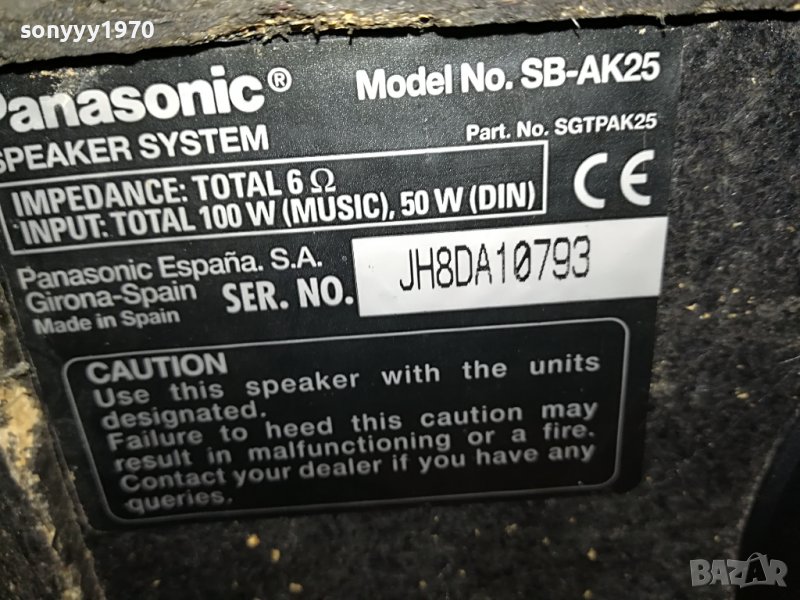 sonyyy1970
Panasonic®
SPEAKER SYSTEM
Model No. SB-AK25
Part. No. SGTPAK25
IMPEDANCE: TOTAL 6 Ω
INPUT: TOTAL 100 W (MUSIC), 50 W (DIN)
CE
Panasonic España. S.A.
Girona-Spain
Made in Spain
SER. NO.
JH8DA10793
CAUTION
Use this speaker with the units
designated.
Failure to heed this caution may
result in malfunctioning or a fire.
Contact your dealer if you have any
queries.
BAZAR